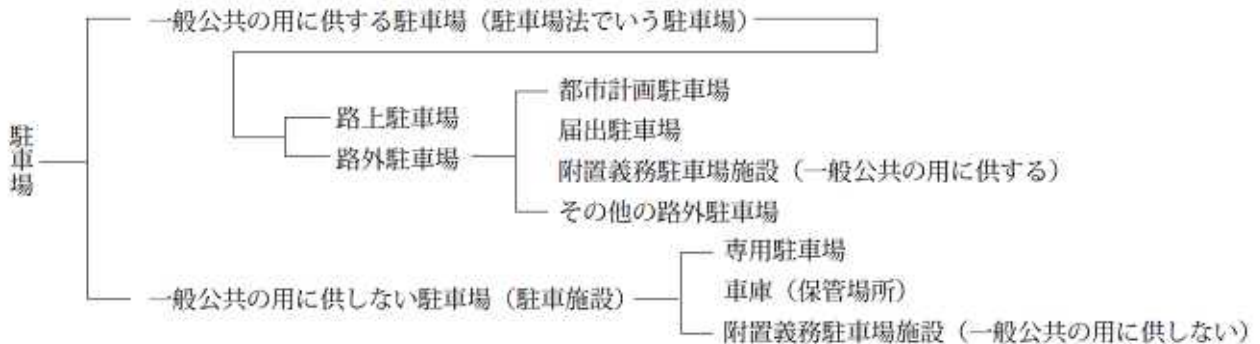 駐車場
一般公共の用に供する駐車場（駐車場法でいう駐車場）
路上駐車場
路外駐車場
都市計画駐車場
届出駐車場
附置義務駐車場施設（一般公共の用に供する）
その他の路外駐車場
一般公共の用に供しない駐車場（駐車施設）
専用駐車場
車庫（保管場所）
附置義務駐車場施設（一般公共の用に供しない）